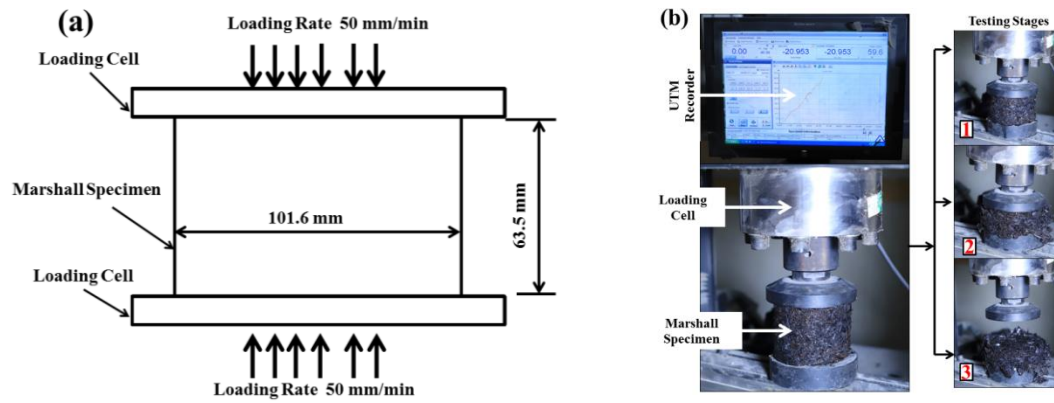 (a)
Loading Rate 50 mm/min
Loading Cell
Marshall Specimen
101.6 mm
63.5 mm
Loading Cell
Loading Rate 50 mm/min
(b)
Testing Stages
UTM
Recorder
0.00
-20.953
-20.953
59.6
Loading
Cell
Marshall
Specimen
1
2
3